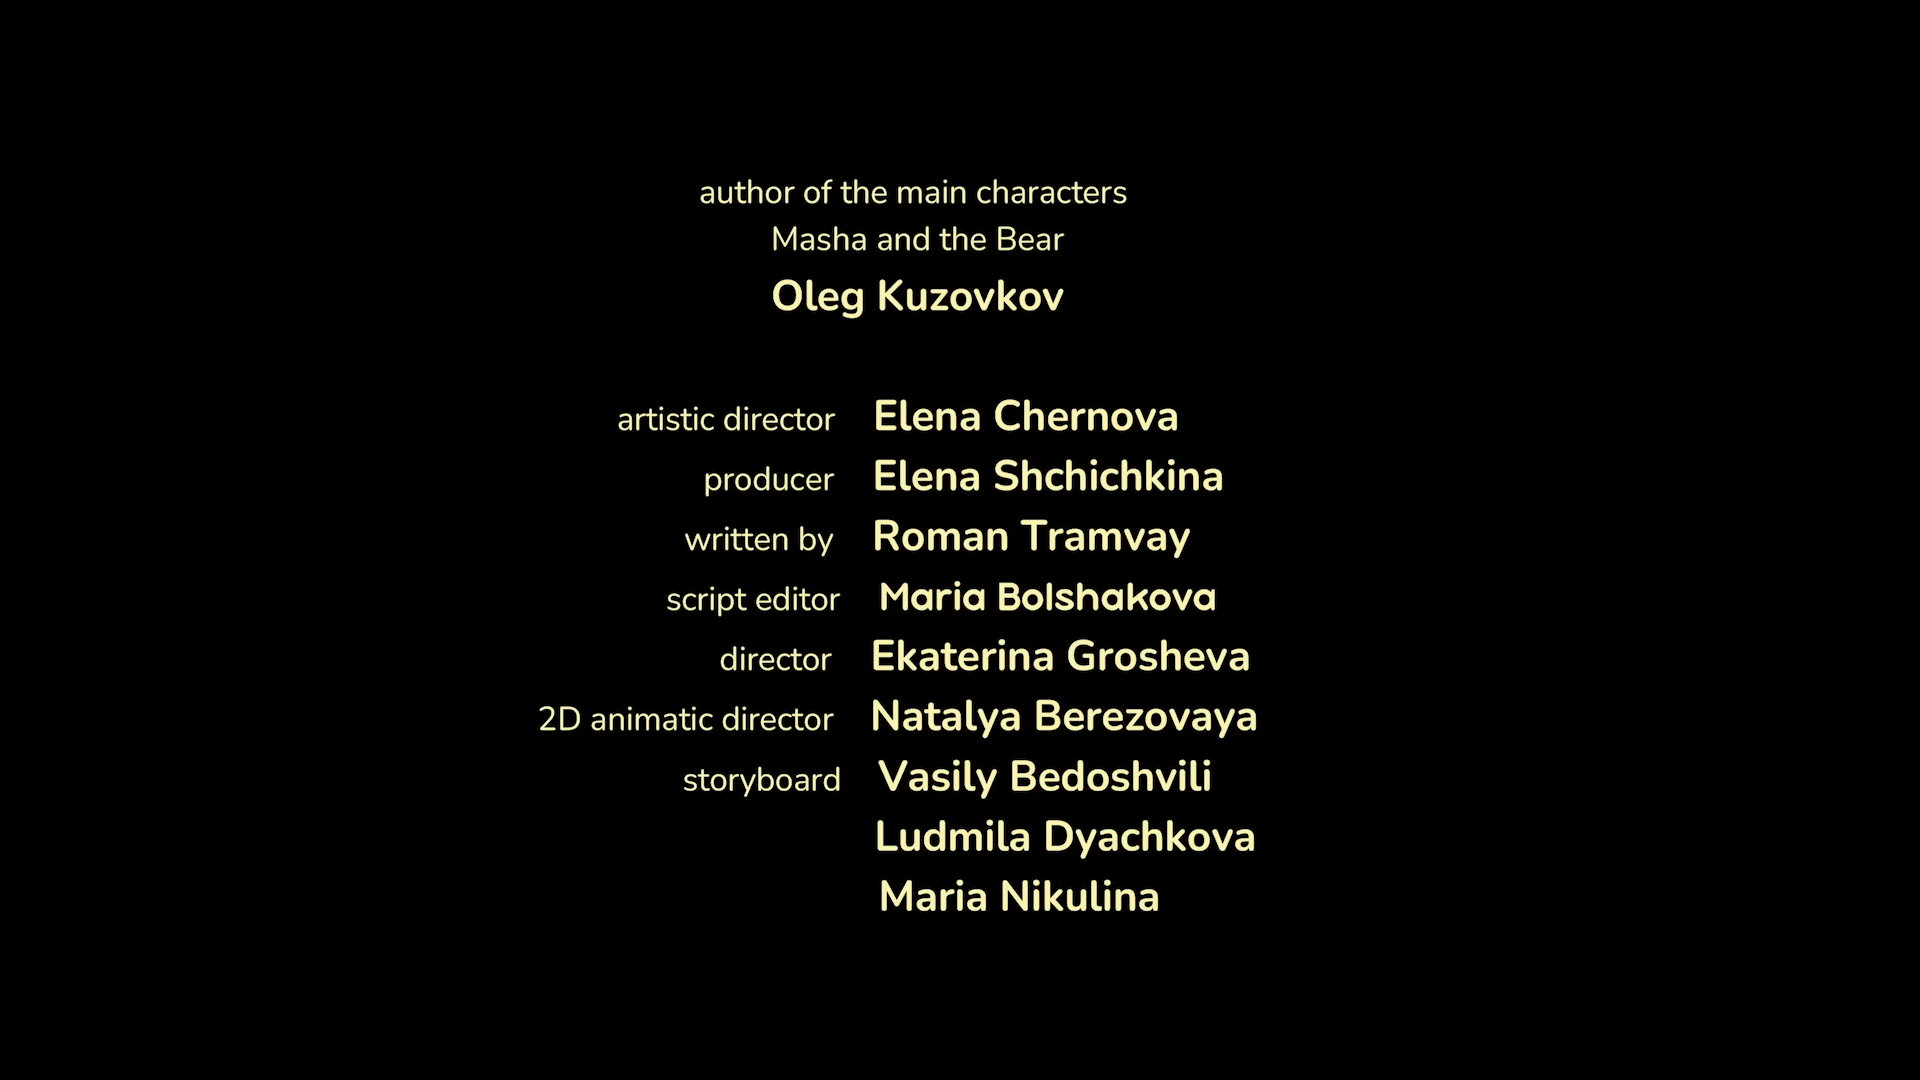 author of the main characters
Masha and the Bear
Oleg Kuzovkov
artistic director Elena Chernova
producer Elena Shchichkina
written by Roman Tramvay
script editor Maria Bolshakova
director Ekaterina Grosheva
2D animatic director Natalya Berezovaya
storyboard Vasily Bedoshvili
Ludmila Dyachkova
Maria Nikulina